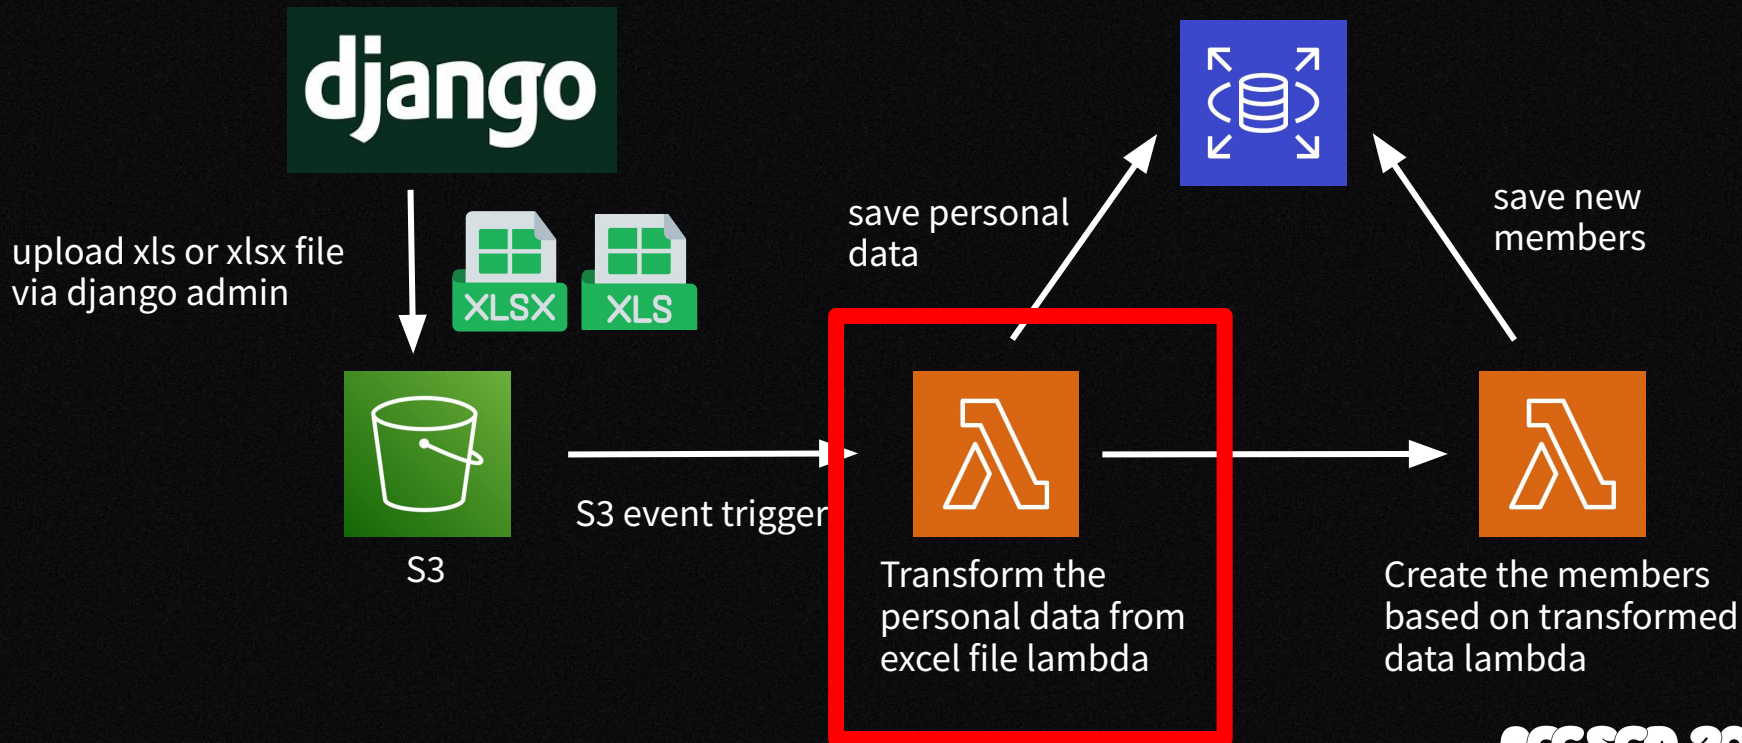 django
upload xls or xlsx file
via django admin
XLSX
XLS
S3
S3 event trigger
save personal
data
save new
members
Transform the
personal data from
excel file lambda
Create the members
based on transformed
data lambda